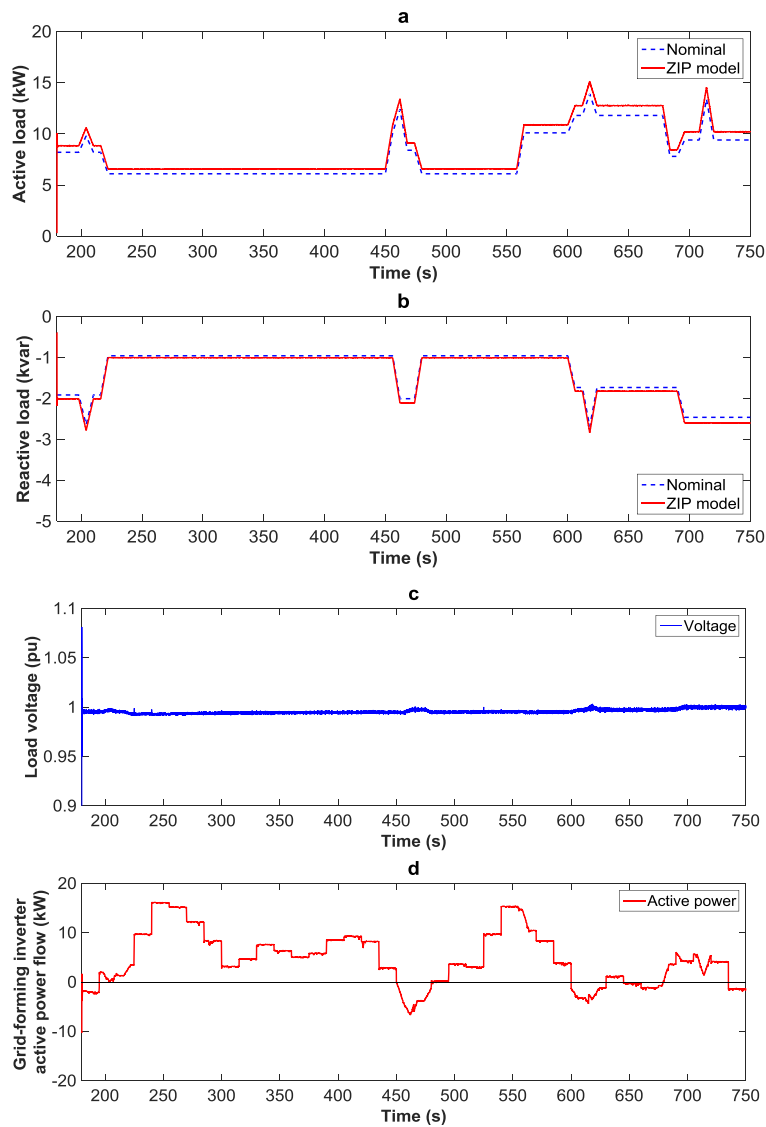 a
20
15
10
5
0
Active load (kW)
Nominal
ZIP model
200 250 300 350 400 450 500 550 600 650 700 750
Time (s)
b
0
-1
-2
-3
-4
-5
Reactive load (kvar)
Nominal
ZIP model
200 250 300 350 400 450 500 550 600 650 700 750
Time (s)
c
1.1
1.05
1
0.95
0.9
Load voltage (pu)
Voltage
200 250 300 350 400 450 500 550 600 650 700 750
Time (s)
d
20
10
0
-10
-20
Grid-forming inverter
active power flow (kW)
Active power
200 250 300 350 400 450 500 550 600 650 700 750
Time (s)